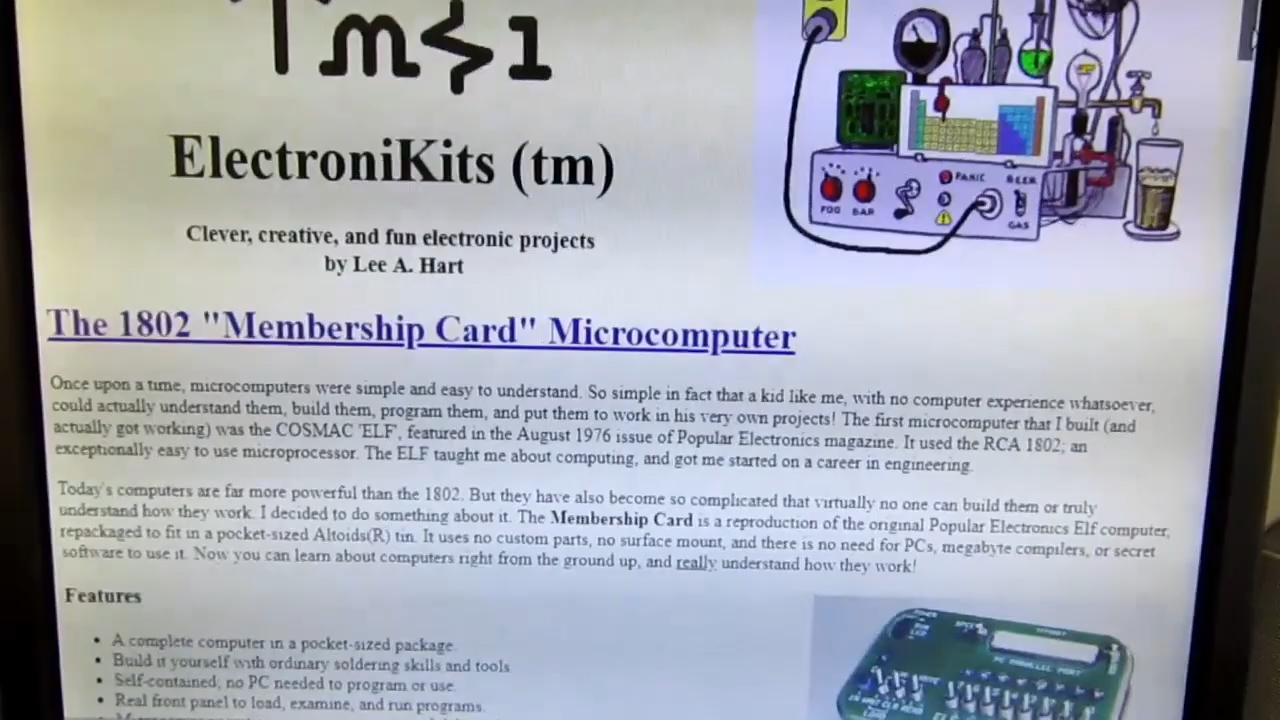 ElectroniKits (tm)
Clever, creative, and fun electronic projects
by Lee A. Hart
PANIC
BEER
FOG BAR
GAS
The 1802 "Membership Card" Microcomputer
Once upon a time, microcomputers were simple and easy to understand. So simple in fact that a kid like me, with no computer experience whatsoever,
could actually understand them, build them, program them, and put them to work in his very own projects! The first microcomputer that I built (and
actually got working) was the COSMAC 'ELF', featured in the August 1976 issue of Popular Electronics magazine. It used the RCA 1802; an
exceptionally easy to use microprocessor. The ELF taught me about computing, and got me started on a career in engineering.
Today's computers are far more powerful than the 1802. But they have also become so complicated that virtually no one can build them or truly
understand how they work. I decided to do something about it. The Membership Card is a reproduction of the original Popular Electronics Elf computer,
repackaged to fit in a pocket-sized Altoids(R) tin. It uses no custom parts, no surface mount, and there is no need for PCs, megabyte compilers, or secret
software to use it. Now you can learn about computers right from the ground up, and really understand how they work!
Features
• A complete computer in a pocket-sized package.
• Build it yourself with ordinary soldering skills and tools
• Self-contained; no PC needed to program or use.
• Real front panel to load, examine, and run programs.
POWER
PC PARALLEL PORT